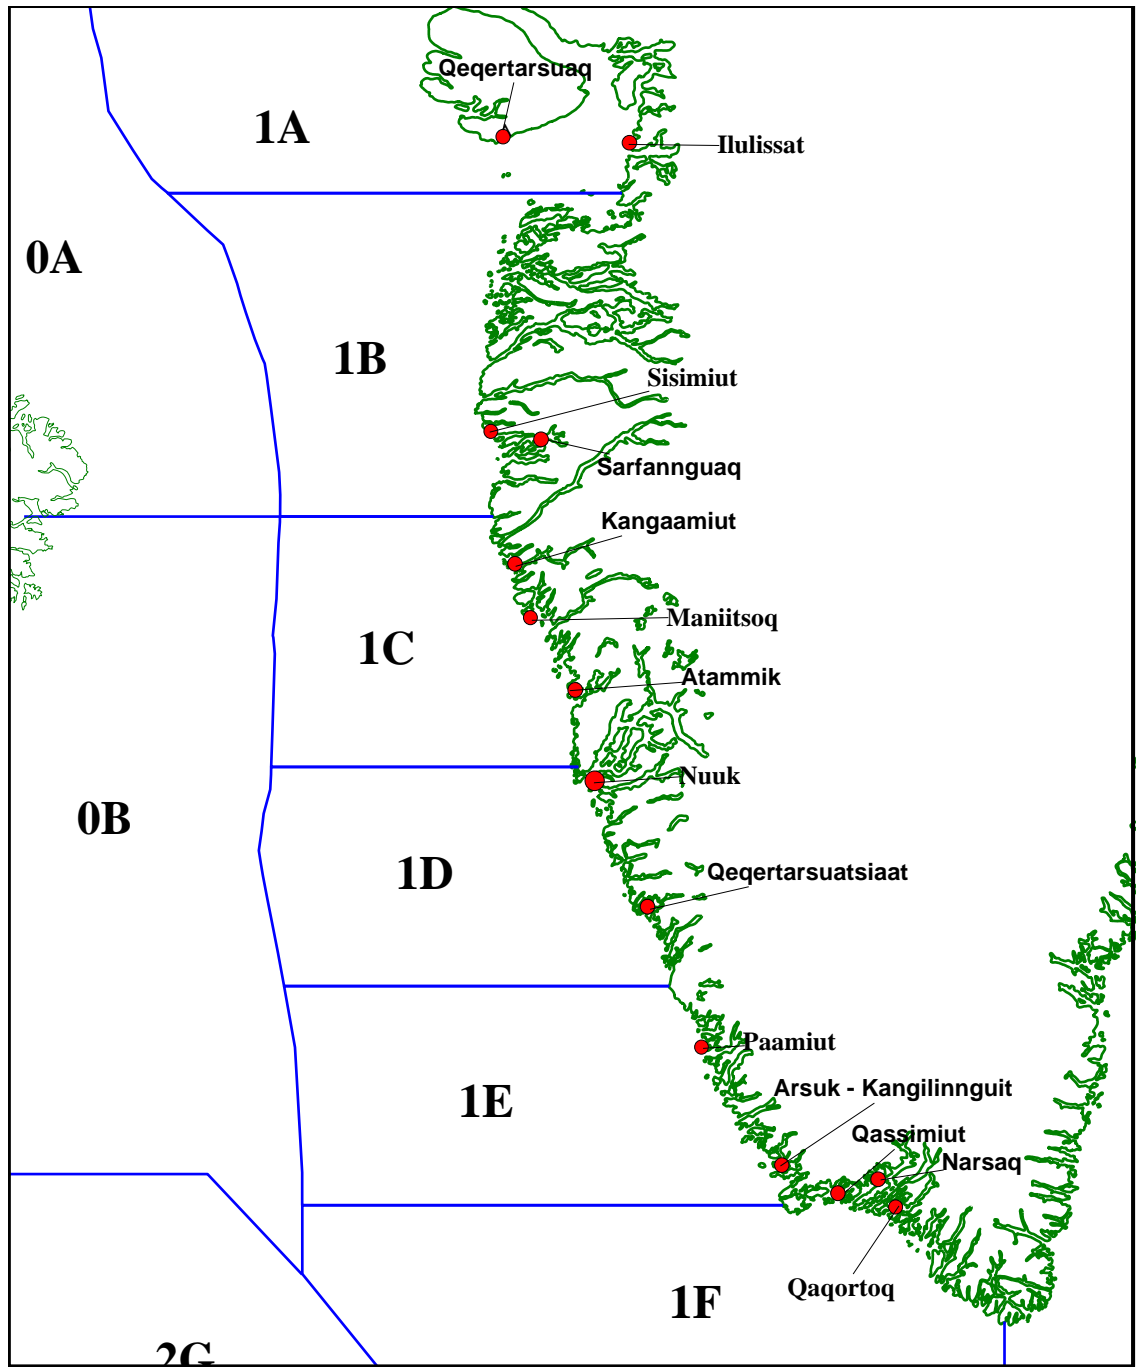 Qeqertarsuaq
1A
Ilulissat
0A
1B
Sisimiut
Sarfannguaq
Kangaamiut
Maniitsoq
1C
Atammik
Nuuk
0B
1D
Qeqertarsuatsiaat
Paamiut
Arsuk - Kangilinnguit
1E
Qassimiut
Narsaq
Qaqortoq
1F
2G